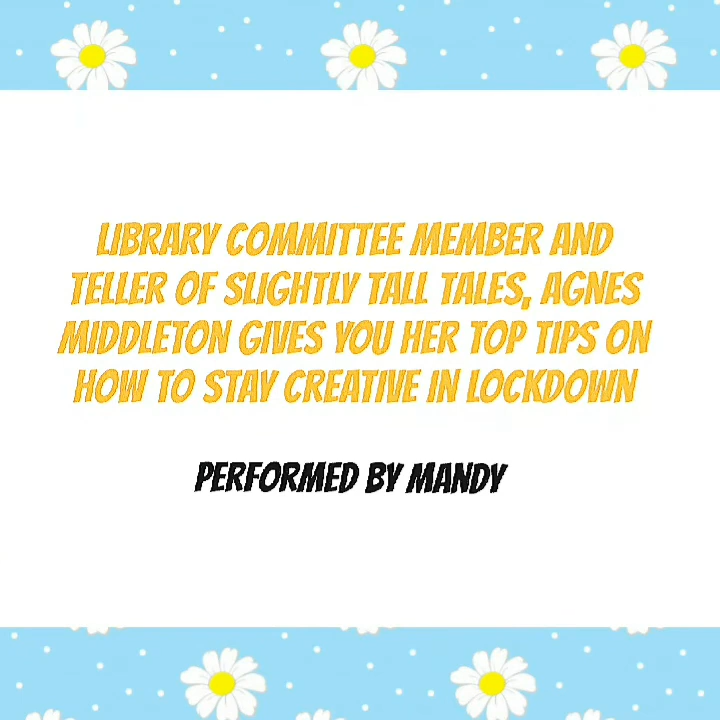 LIBRARY COMMITTEE MEMBER AND
TELLER OF SLIGHTLY TALL TALES, AGNES
MIDDLETON GIVES YOU HER TOP TIPS ON
HOW TO STAY CREATIVE IN LOCKDOWN
PERFORMED BY MANDY